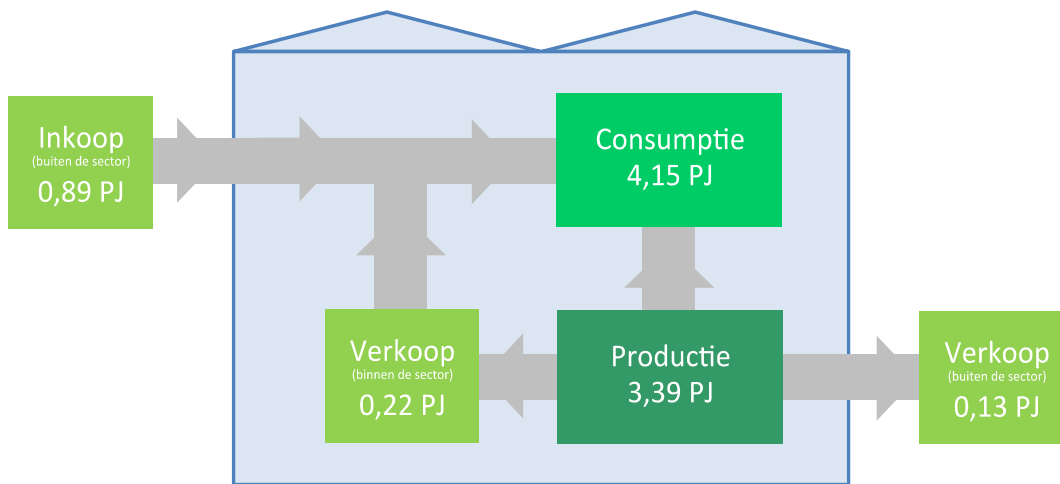 Inkoop
(buiten de sector)
0,89 PJ
Consumptie
4,15 PJ
Verkoop
(binnen de sector)
0,22 PJ
Productie
3,39 PJ
Verkoop
(buiten de sector)
0,13 PJ